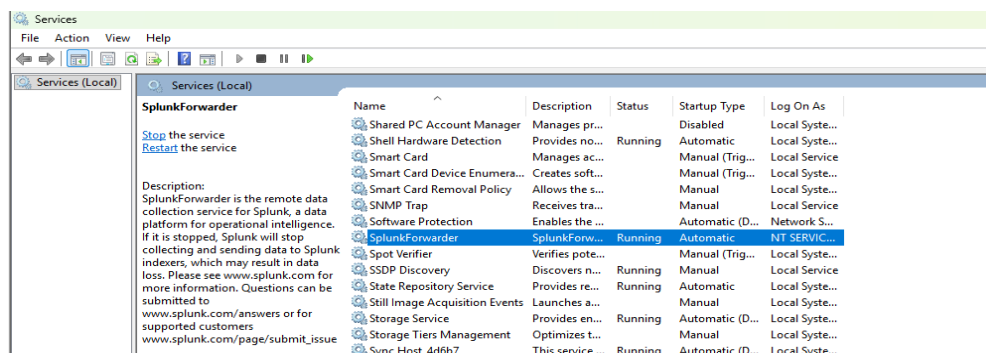 Services
File Action View Help
Services (Local)
Services (Local)
SplunkForwarder
Stop the service
Restart the service
Description:
SplunkForwarder is the remote data
collection service for Splunk, a data
platform for operational intelligence.
If it is stopped, Splunk will stop
collecting and sending data to Splunk
indexers, which may result in data
loss. Please see www.splunk.com for
more information. Questions can be
submitted to
www.splunk.com/answers or for
supported customers
www.splunk.com/page/submit_issue
Name Description Status Startup Type Log On As
Shared PC Account Manager Manages pr... Disabled Local Syste...
Shell Hardware Detection Provides no... Running Automatic Local Syste...
Smart Card Manages ac... Manual (Trig... Local Service
Smart Card Device Enumera... Creates soft... Manual (Trig... Local Syste...
Smart Card Removal Policy Allows the s... Manual Local Syste...
SNMP Trap Receives tra... Manual Local Service
Software Protection Enables the ... Automatic (D... Network S...
SplunkForwarder SplunkForw... Running Automatic NT SERVIC...
Spot Verifier Verifies pote... Manual (Trig... Local Syste...
SSDP Discovery Discovers n... Running Manual Local Service
State Repository Service Provides re... Running Automatic Local Syste...
Still Image Acquisition Events Launches a... Manual Local Syste...
Storage Service Provides en... Running Automatic (D... Local Syste...
Storage Tiers Management Optimizes t... Manual Local Syste...
Sync Host_4d6b7 This service ... Running Automatic (D... Local Syste...